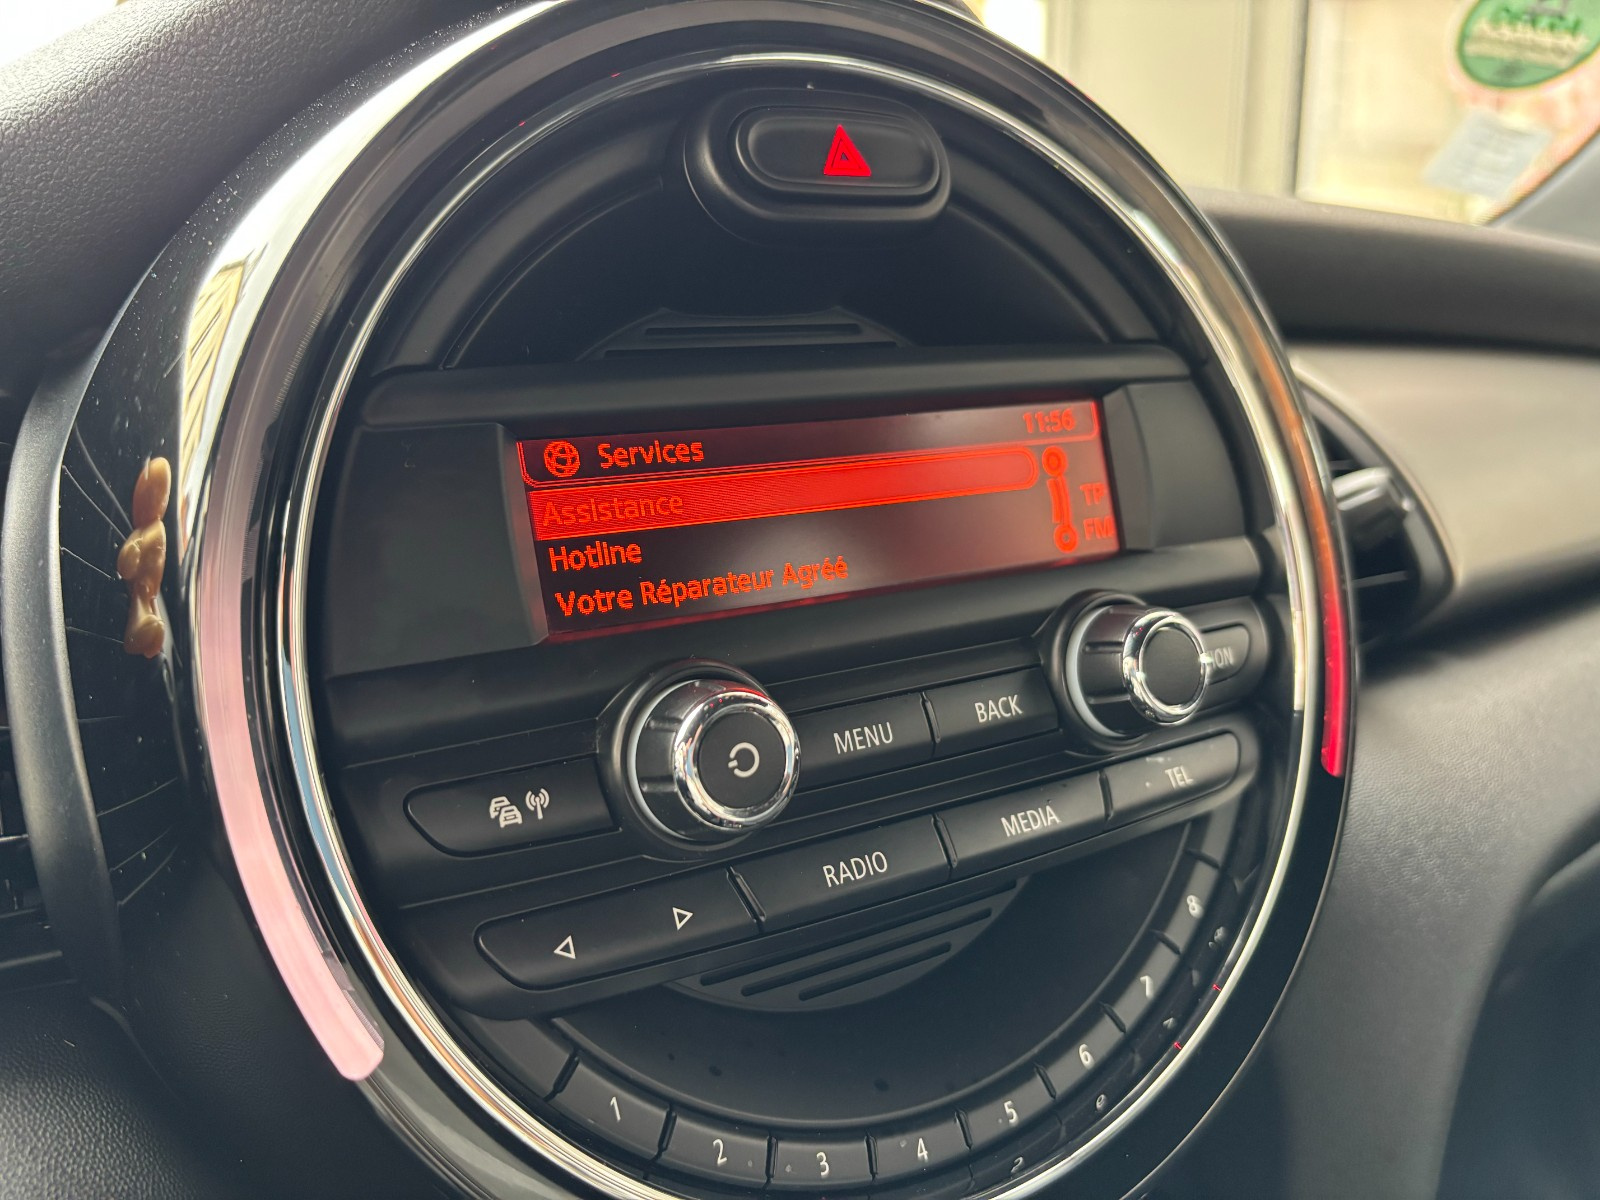 11:56
Services
Assistance
Hotline
Votre Réparateur Agréé
TP
FM
MENU
BACK
TEL
MEDIA
RADIO
1
2
3
4
5
6
7
8